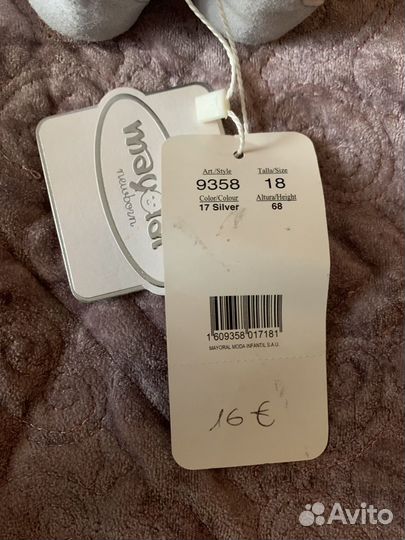 mayoral
newborn
Art./Style Talla/Size
9358 18
Color/Colour Altura/Height
17 Silver 68
1 609358 017181
MAYORAL MODA INFANTIL S.A.U.
16 €
Avito